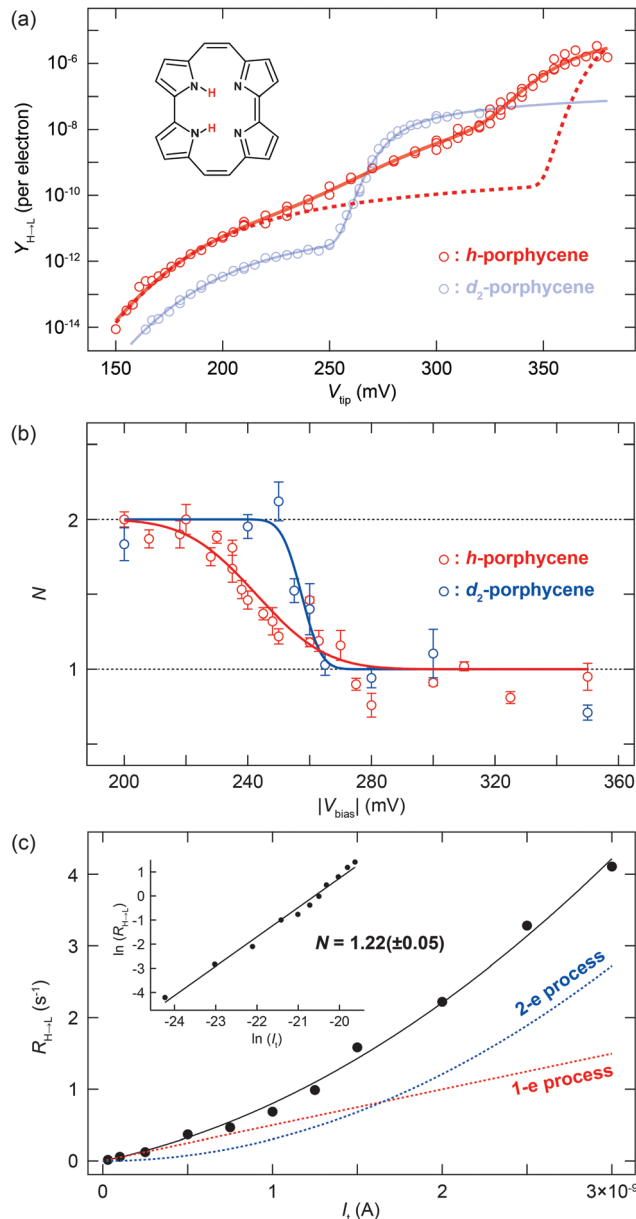 (a)
10⁻⁶
10⁻⁸
10⁻¹⁰
10⁻¹²
10⁻¹⁴
Y_H→L (per electron)
N H N
N H N
: h-porphycene
: d₂-porphycene
150 200 250 300 350
V_tip (mV)
(b)
2
1
N
: h-porphycene
: d₂-porphycene
200 240 280 320 360
|V_bias| (mV)
(c)
1
0
-1
-2
-3
-4
ln (R_H→L)
-24 -23 -22 -21 -20
ln (I_t)
N = 1.22(±0.05)
2-e process
1-e process
4
3
2
1
0
R_H→L (s⁻¹)
0 1 2 3×10⁻⁹
I_t (A)